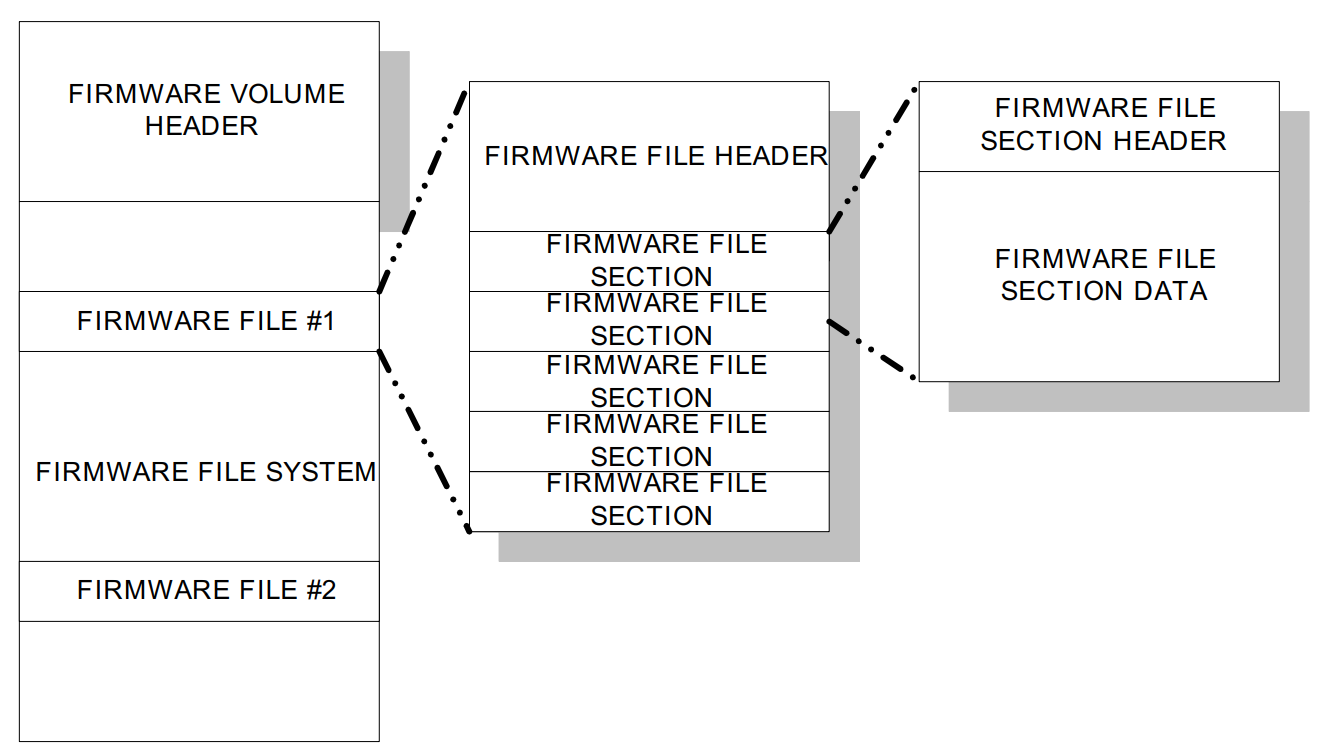 FIRMWARE VOLUME
HEADER
FIRMWARE FILE #1
FIRMWARE FILE SYSTEM
FIRMWARE FILE #2
FIRMWARE FILE HEADER
FIRMWARE FILE
SECTION
FIRMWARE FILE
SECTION
FIRMWARE FILE
SECTION
FIRMWARE FILE
SECTION
FIRMWARE FILE
SECTION
FIRMWARE FILE
SECTION HEADER
FIRMWARE FILE
SECTION DATA